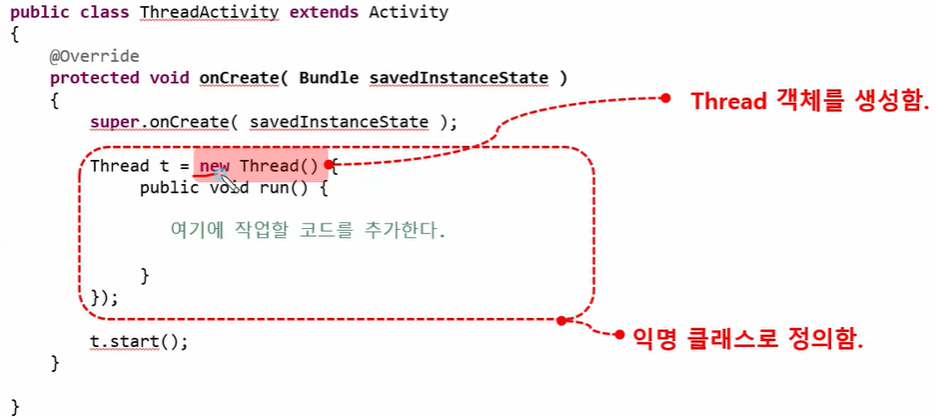 public class ThreadActivity extends Activity
{
@Override
protected void onCreate( Bundle savedInstanceState )
{
super.onCreate( savedInstanceState );
Thread 객체를 생성함.
Thread t = new Thread() {
public void run() {
여기에 작업할 코드를 추가한다.
}
});
익명 클래스로 정의함.
t.start();
}
}